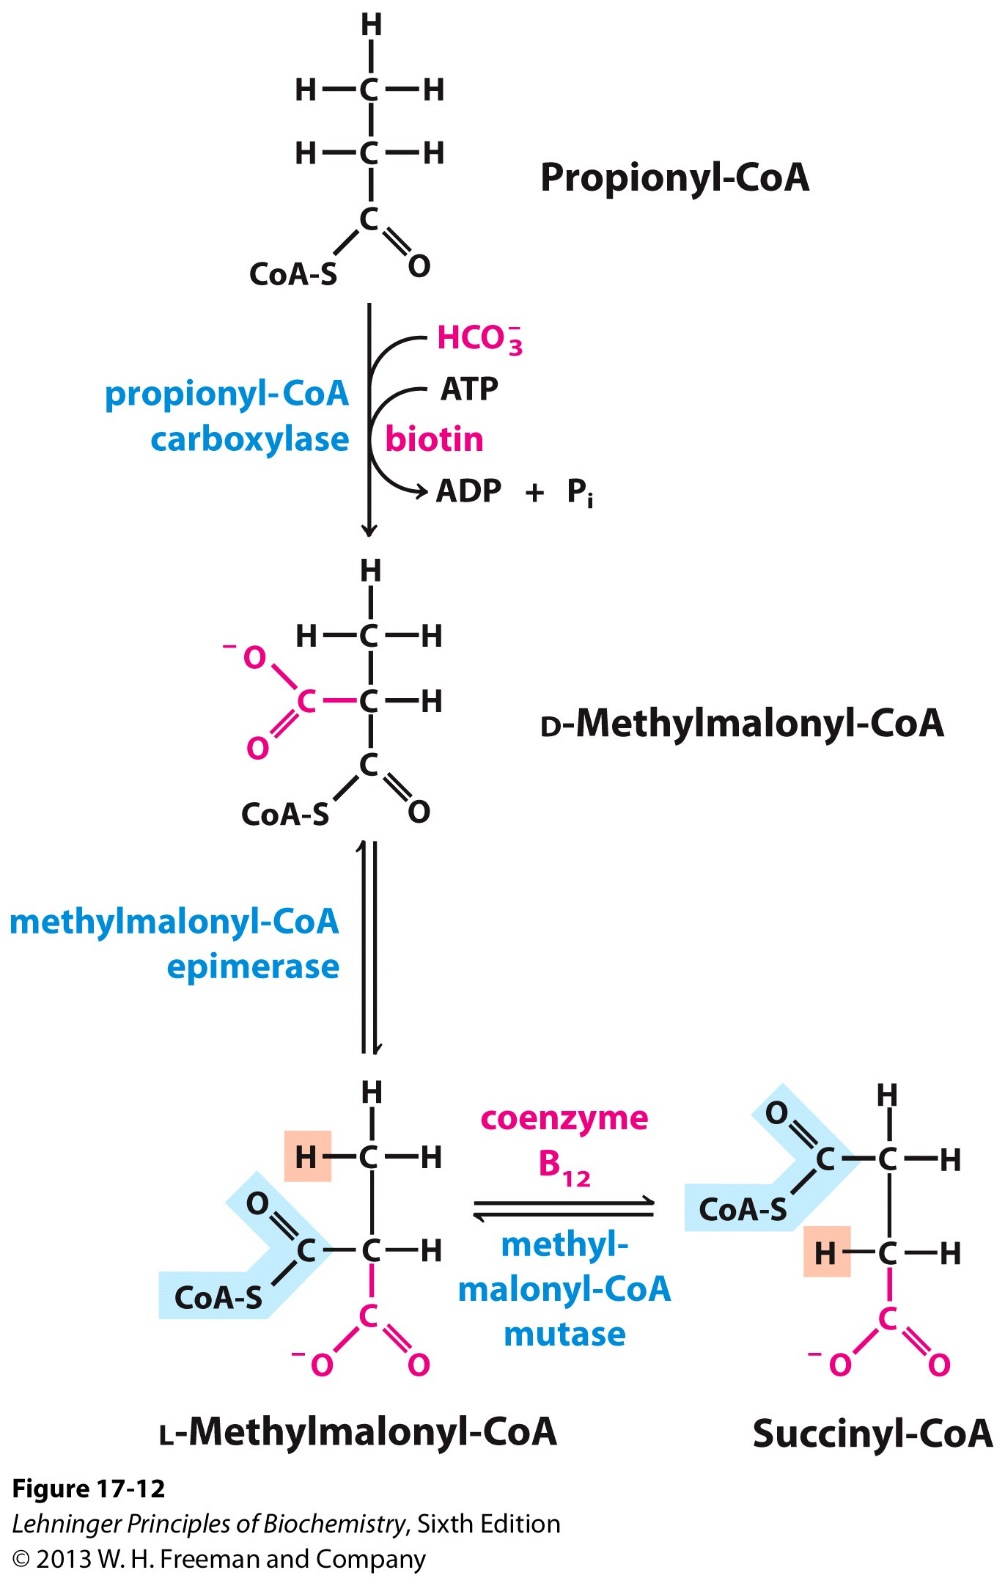 H
H—C—H
H—C—H
Propionyl-CoA
C
CoA-S O
HCO₃⁻
propionyl-CoA ATP
carboxylase biotin
ADP + Pᵢ
H
H—C—H
⁻O
C—C—H D-Methylmalonyl-CoA
O
C
CoA-S O
methylmalonyl-CoA
epimerase
H
H—C—H
O
C—C—H
CoA-S
C
⁻O O
L-Methylmalonyl-CoA
coenzyme
B₁₂
methyl-
malonyl-CoA
mutase
H
O
C—C—H
CoA-S
H—C—H
C
⁻O O
Succinyl-CoA
Figure 17-12
Lehninger Principles of Biochemistry, Sixth Edition
© 2013 W. H. Freeman and Company